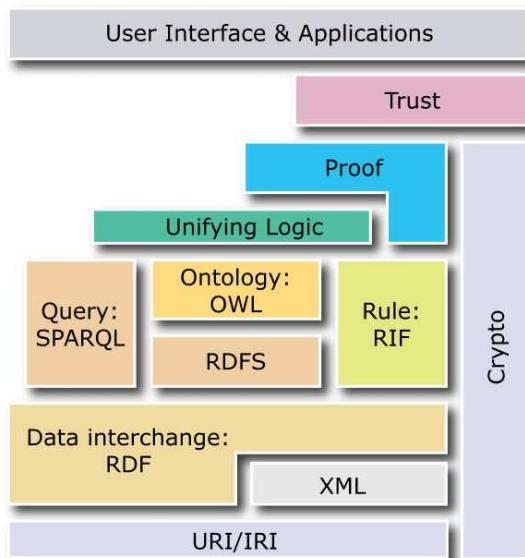 User Interface & Applications
Trust
Proof
Unifying Logic
Query:
SPARQL
Ontology:
OWL
RDFS
Rule:
RIF
Crypto
Data interchange:
RDF
XML
URI/IRI